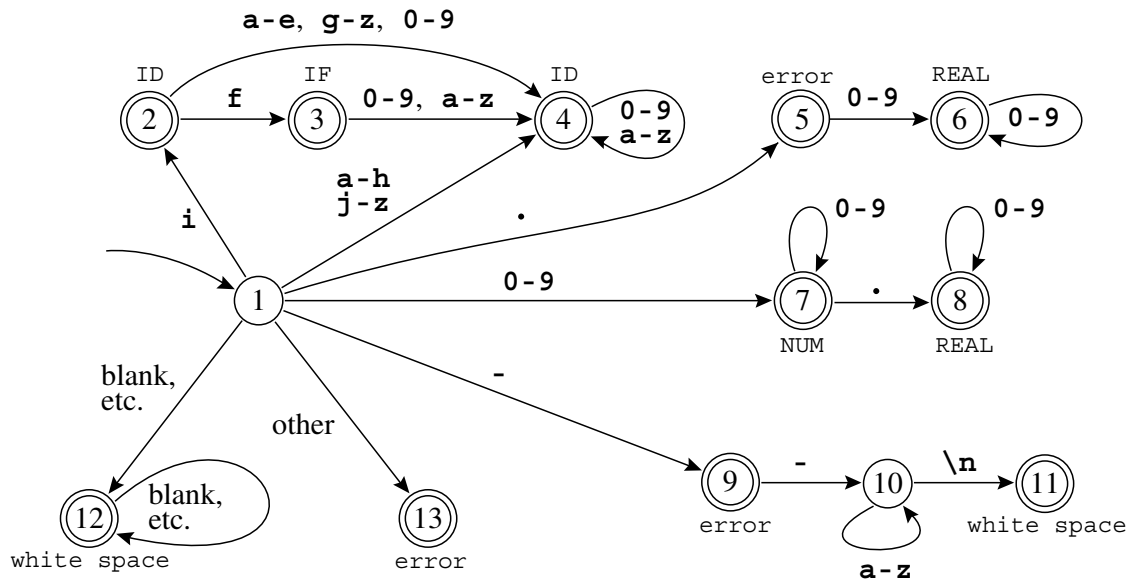 a-e, g-z, 0-9
ID
IF
ID
error
REAL
2
f
3
0-9, a-z
4
0-9
a-z
5
0-9
6
0-9
a-h
j-z
i
.
0-9
0-9
1
0-9
7
.
8
NUM
REAL
blank,
etc.
other
-
12
blank,
etc.
13
9
-
10
\n
11
white space
error
error
white space
a-z